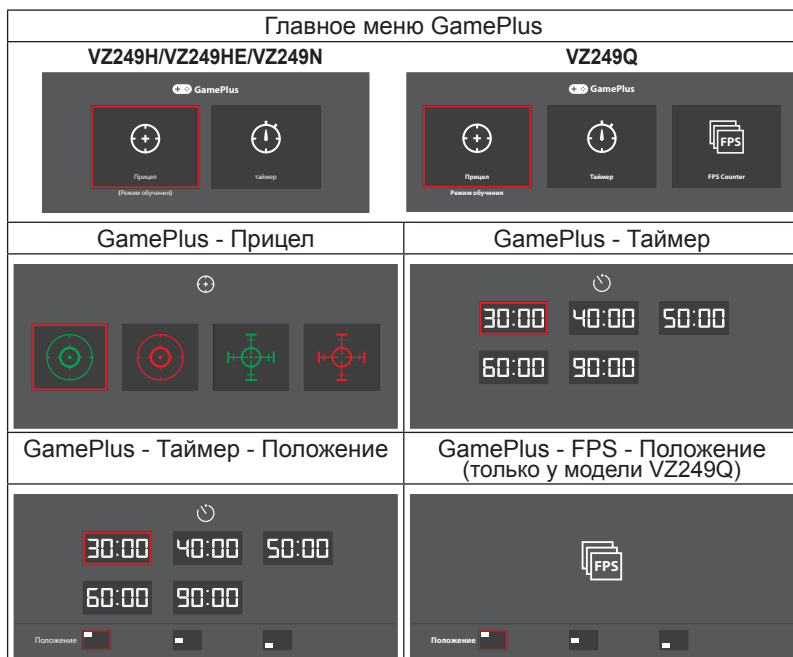 Главное меню GamePlus
VZ249H/VZ249HE/VZ249N
VZ249Q
GamePlus
Прицел
таймер
(Режим обучения)
GamePlus
FPS
Прицел
Таймер
FPS Counter
Режим обучения
GamePlus - Прицел
GamePlus - Таймер
30:00 40:00 50:00
60:00 90:00
GamePlus - Таймер - Положение
GamePlus - FPS - Положение
(только у модели VZ249Q)
30:00 40:00 50:00
60:00 90:00
Положение
FPS
Положение